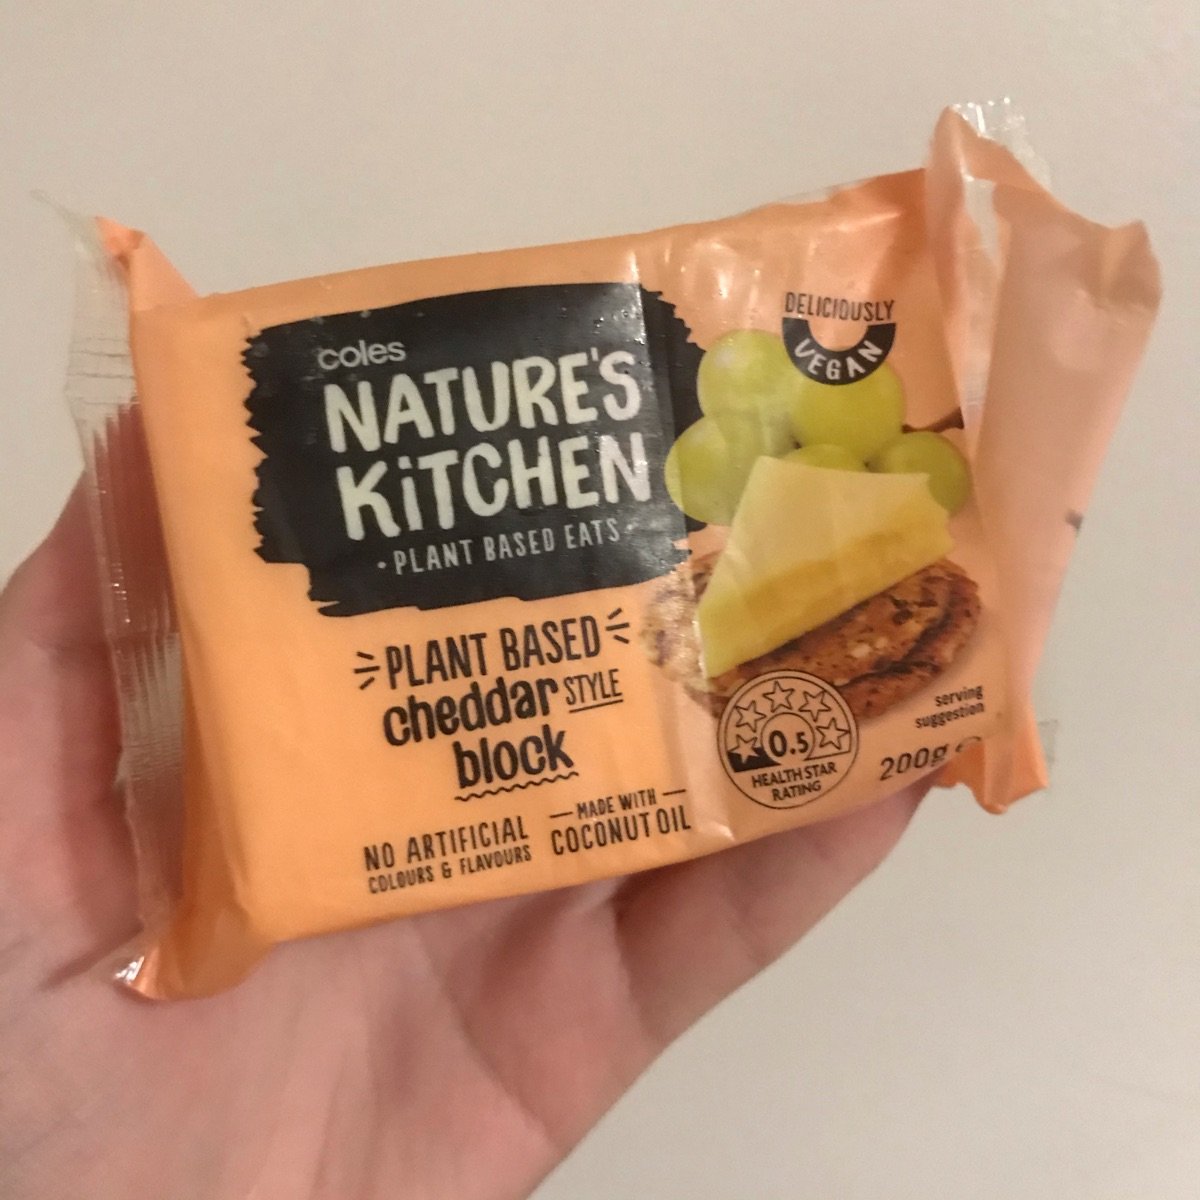 coles
NATURE'S
KiTCHEN
• PLANT BASED EATS •
DELICIOUSLY
VEGAN
PLANT BASED
cheddar STYLE
block
NO ARTIFICIAL
COLOURS & FLAVOURS
MADE WITH
COCONUT OIL
0.5
HEALTH STAR
RATING
serving
suggestion
200g e